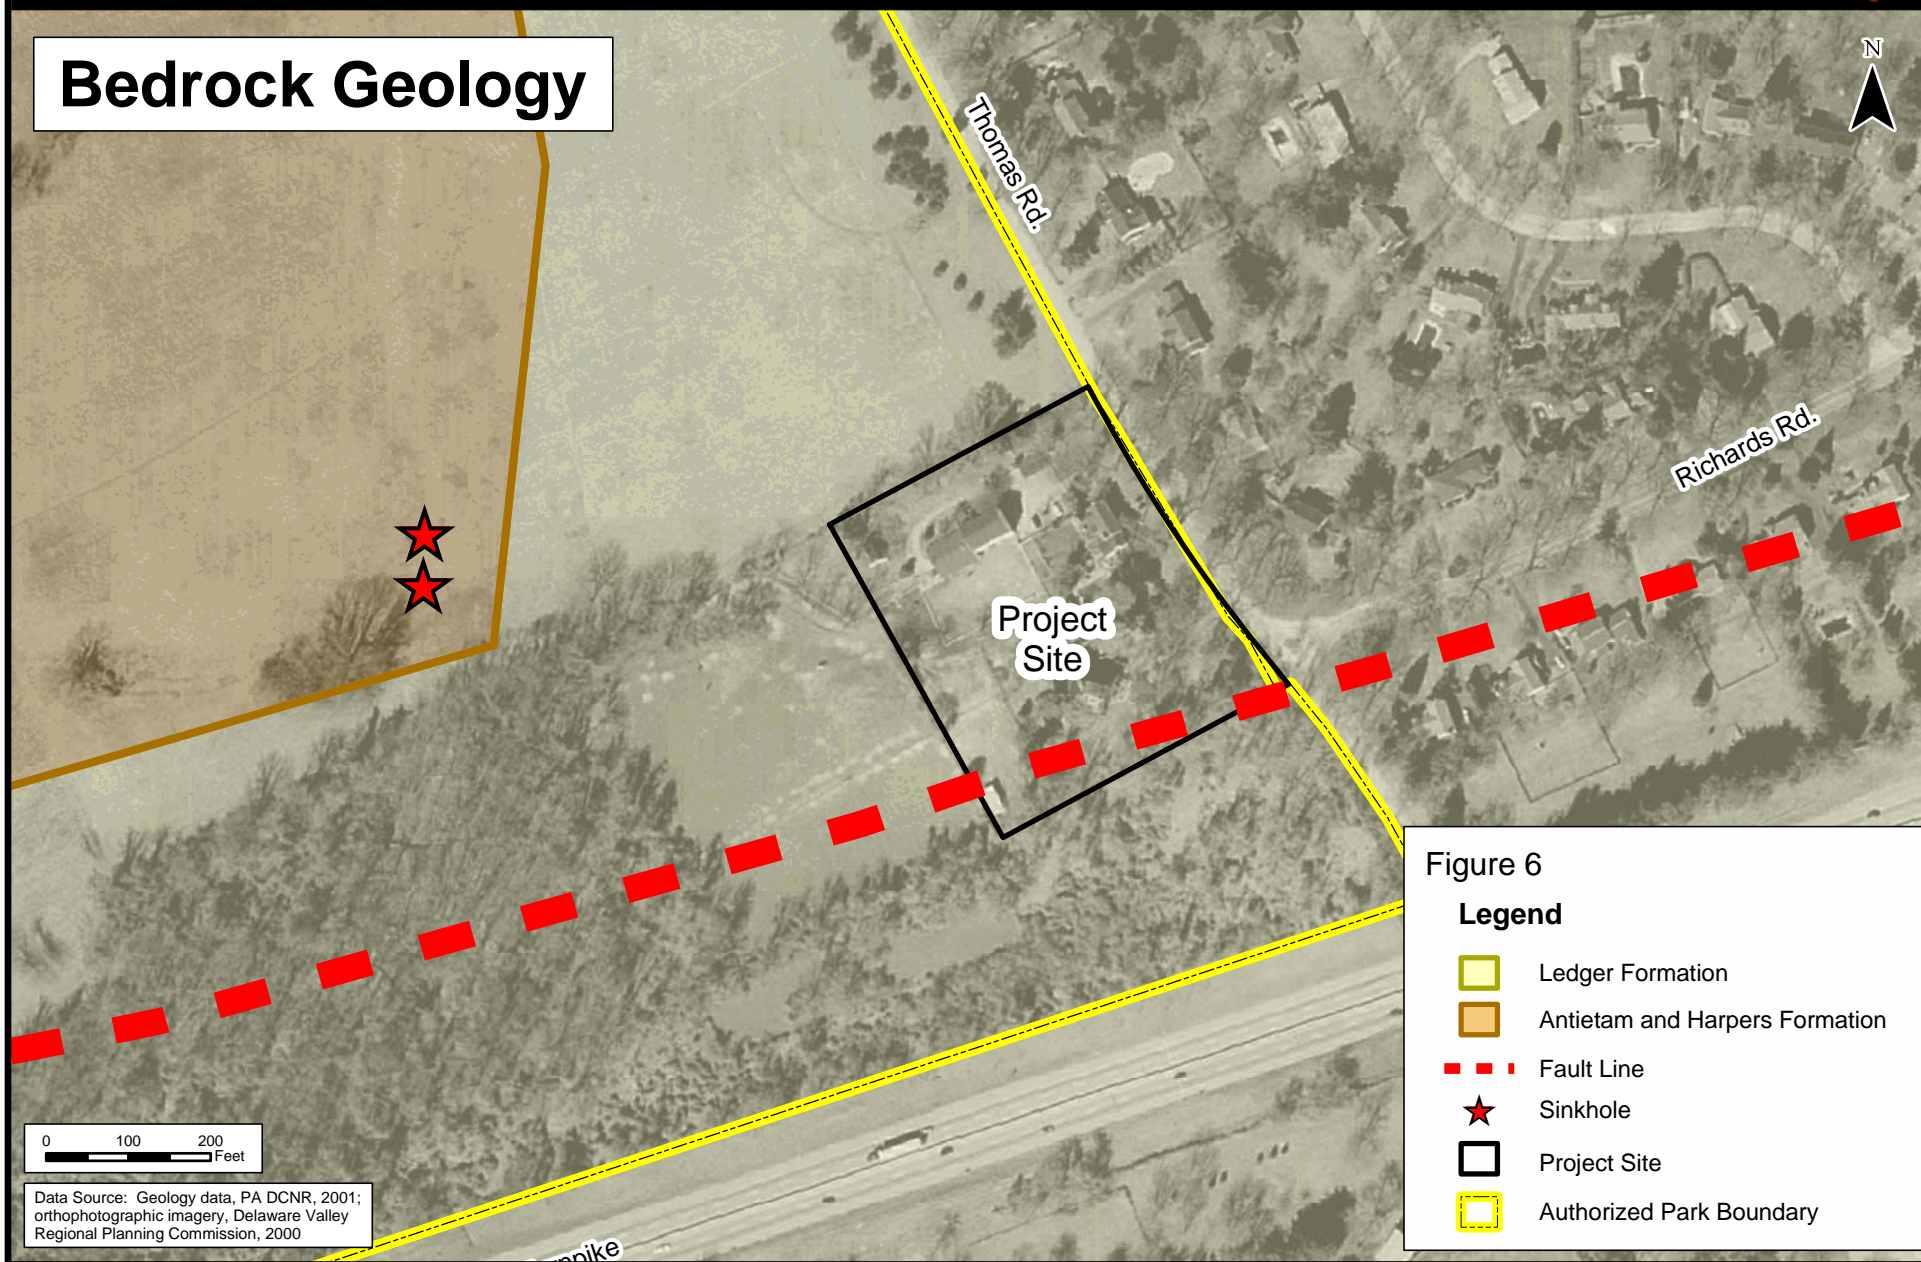 Bedrock Geology
N
Thomas Rd.
Richards Rd.
Project
Site
Figure 6
Legend
Ledger Formation
Antietam and Harpers Formation
Fault Line
Sinkhole
Project Site
Authorized Park Boundary
0 100 200
Feet
Data Source: Geology data, PA DCNR, 2001;
orthophotographic imagery, Delaware Valley
Regional Planning Commission, 2000